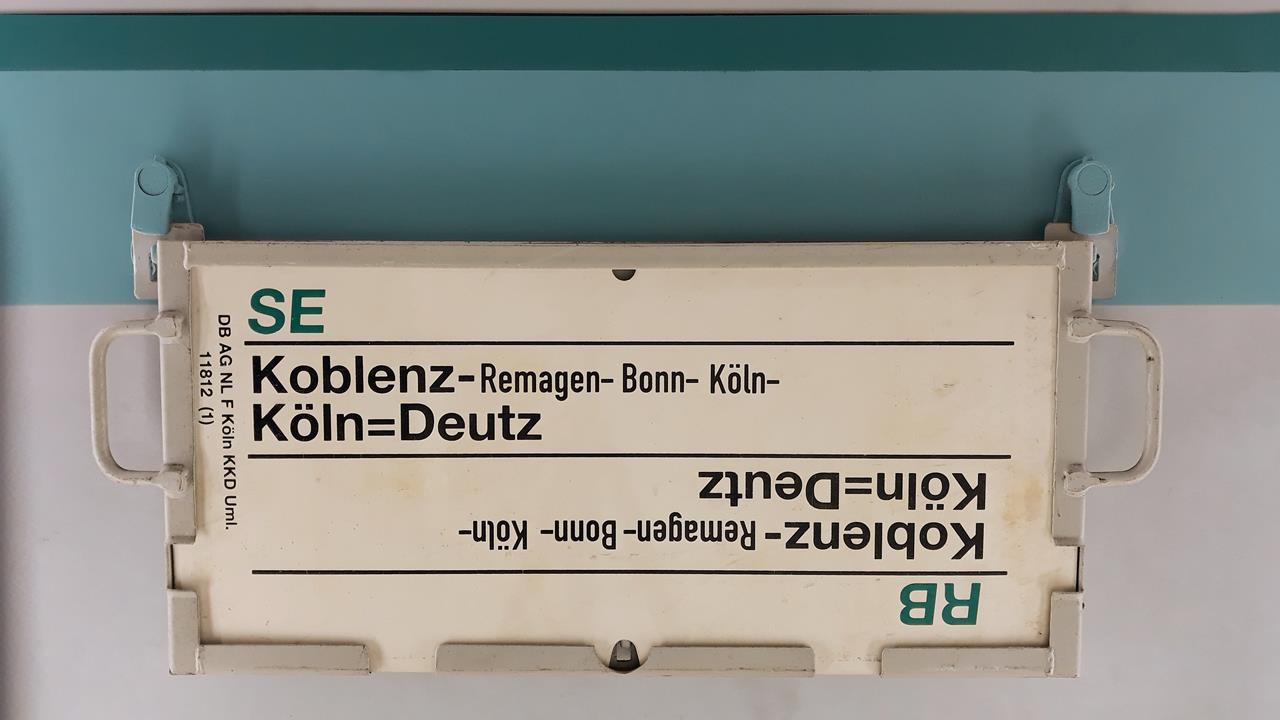 SE
Koblenz-Remagen- Bonn- Köln-
Köln=Deutz
DB AG NL F Köln KKD Uml.
11812 (1)
RB
Koblenz-Remagen-Bonn- Köln-
Köln=Deutz